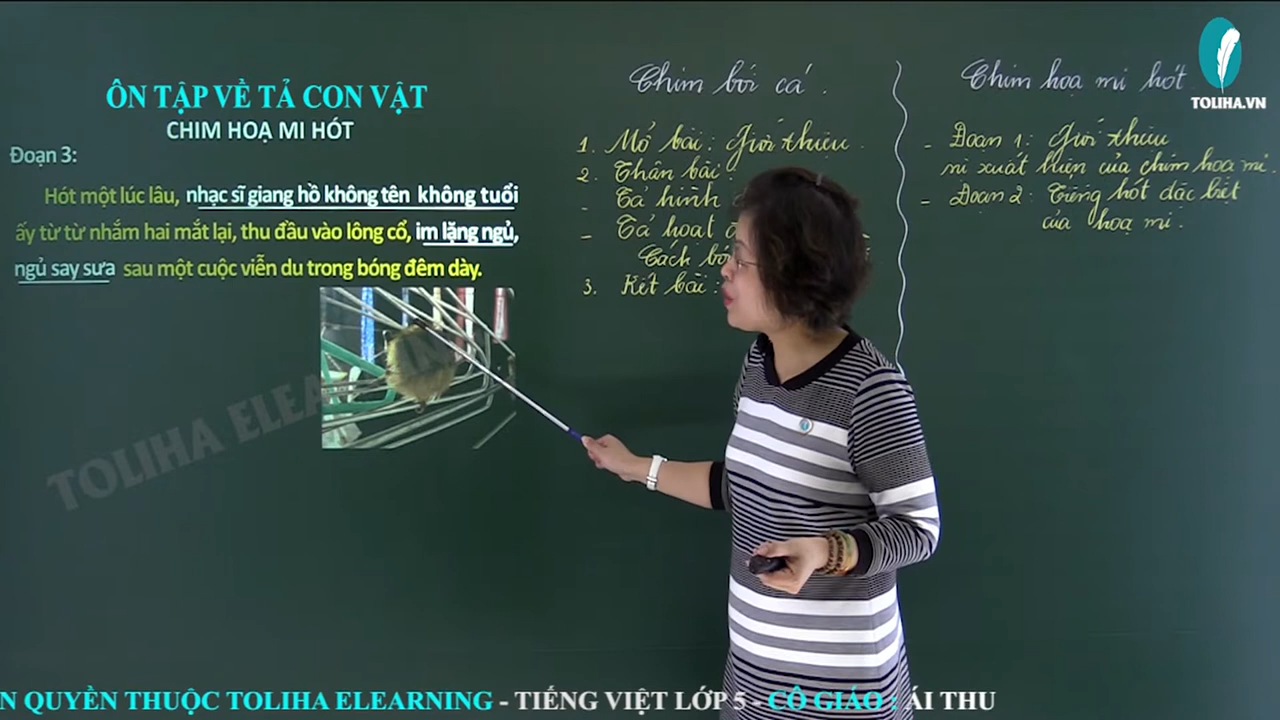 TOLIHA.VN
ÔN TẬP VỀ TẢ CON VẬT
CHIM HOẠ MI HÓT
Đoạn 3:
Hót một lúc lâu, nhạc sĩ giang hồ không tên không tuổi
ấy từ từ nhắm hai mắt lại, thu đầu vào lông cổ, im lặng ngủ,
ngủ say sưa sau một cuộc viễn du trong bóng đêm dày.
TOLIHA ELEARNIN
Chim bói cá.
1. Mở bài: Giới thiệu.
2. Thân bài
- Tả hình
- Tả hoạt
Cách
3. Kết bài:
Chim hoạ mi hót
- Đoạn 1: Giới thiệu
xuất hiện của chim hoạ mi.
- Đoạn 2: Tiếng hót đặc biệt
của hoạ mi.
N QUYỀN THUỘC TOLIHA ELEARNING - TIẾNG VIỆT LỚP 5 - CÔ GIÁO : ÁI THU